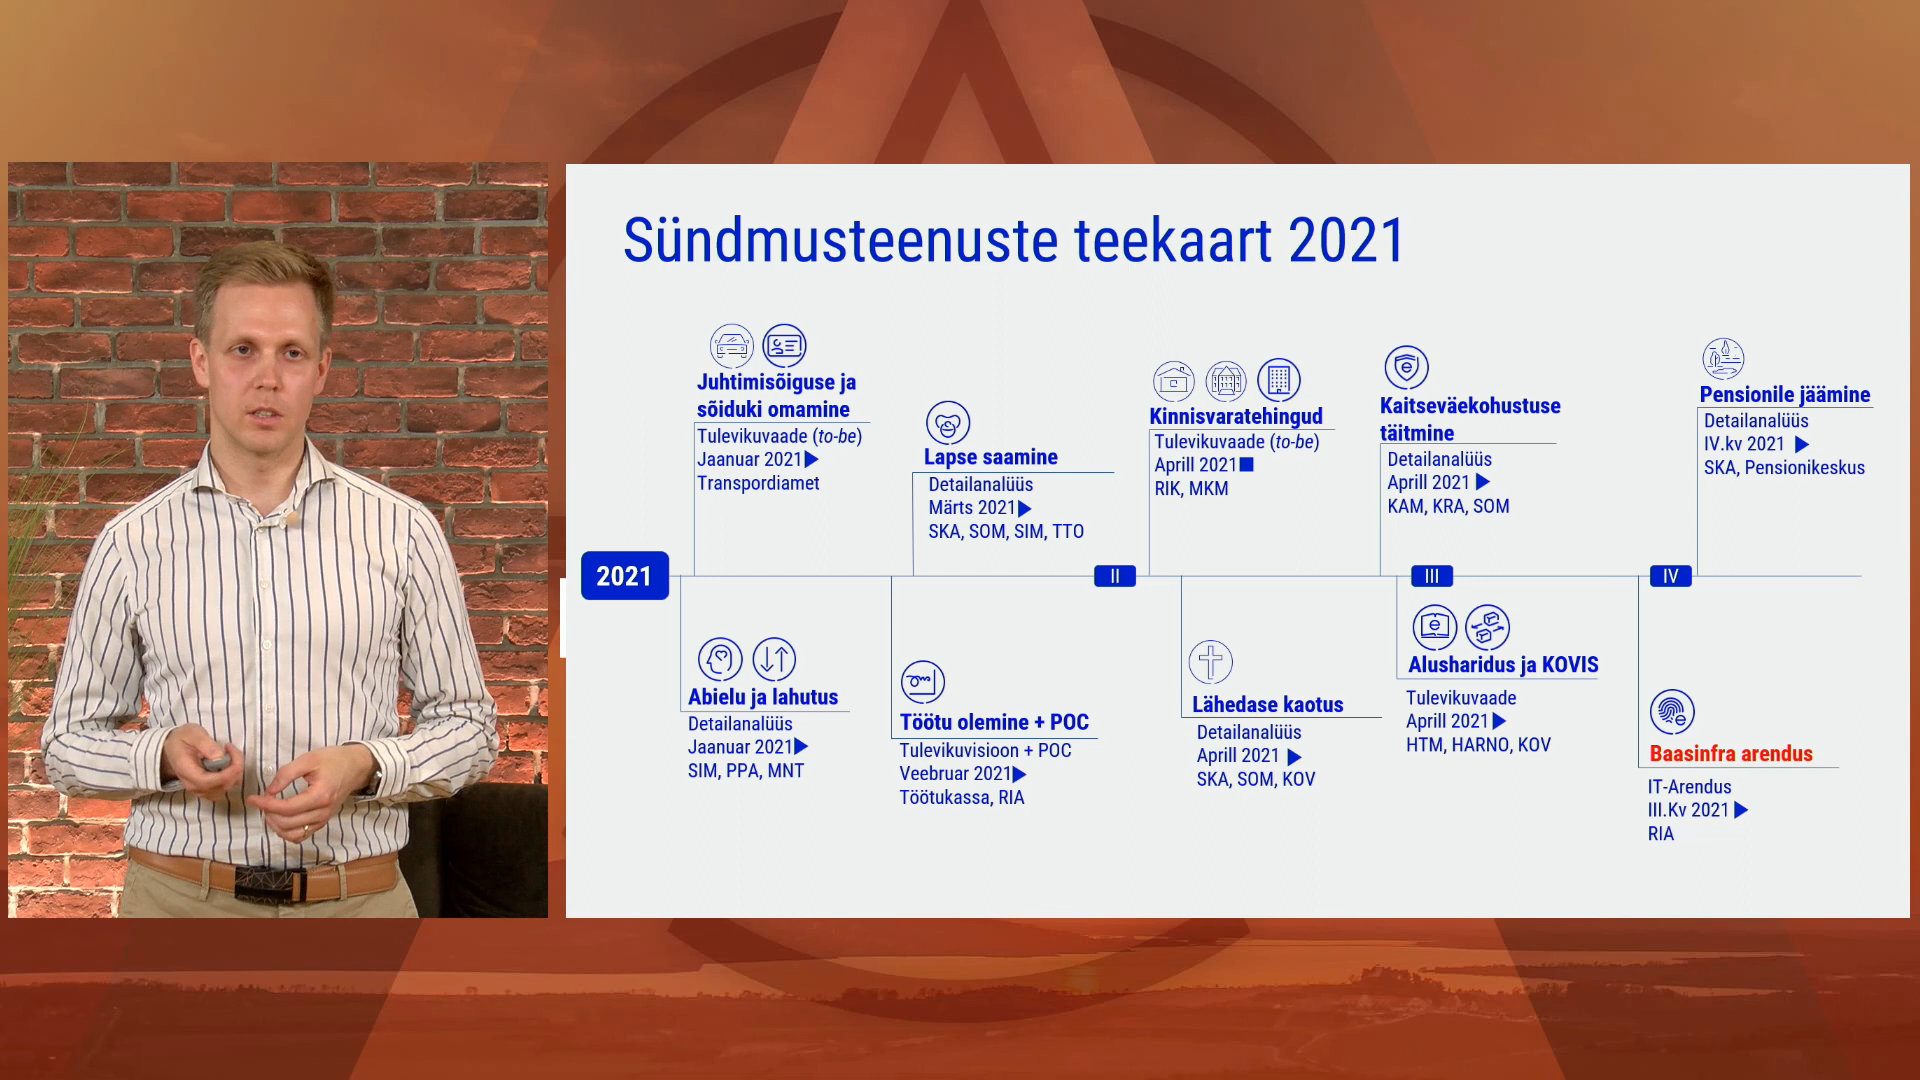 Sündmusteenuste teekaart 2021
Juhtimisõiguse ja
sõiduki omamine
Tulevikuvaade (to-be)
Jaanuar 2021
Transpordiamet
Lapse saamine
Detailanalüüs
Märts 2021
SKA, SOM, SIM, TTO
Kinnisvaratehingud
Tulevikuvaade (to-be)
Aprill 2021
RIK, MKM
Kaitseväekohustuse
täitmine
Detailanalüüs
Aprill 2021
KAM, KRA, SOM
Pensionile jäämine
Detailanalüüs
IV.kv 2021
SKA, Pensionikeskus
2021
II
III
IV
Abielu ja lahutus
Detailanalüüs
Jaanuar 2021
SIM, PPA, MNT
Töötu olemine + POC
Tulevikuvisioon + POC
Veebruar 2021
Töötukassa, RIA
Lähedase kaotus
Detailanalüüs
Aprill 2021
SKA, SOM, KOV
Alusharidus ja KOVIS
Tulevikuvaade
Aprill 2021
HTM, HARNO, KOV
Baasinfra arendus
IT-Arendus
III.Kv 2021
RIA